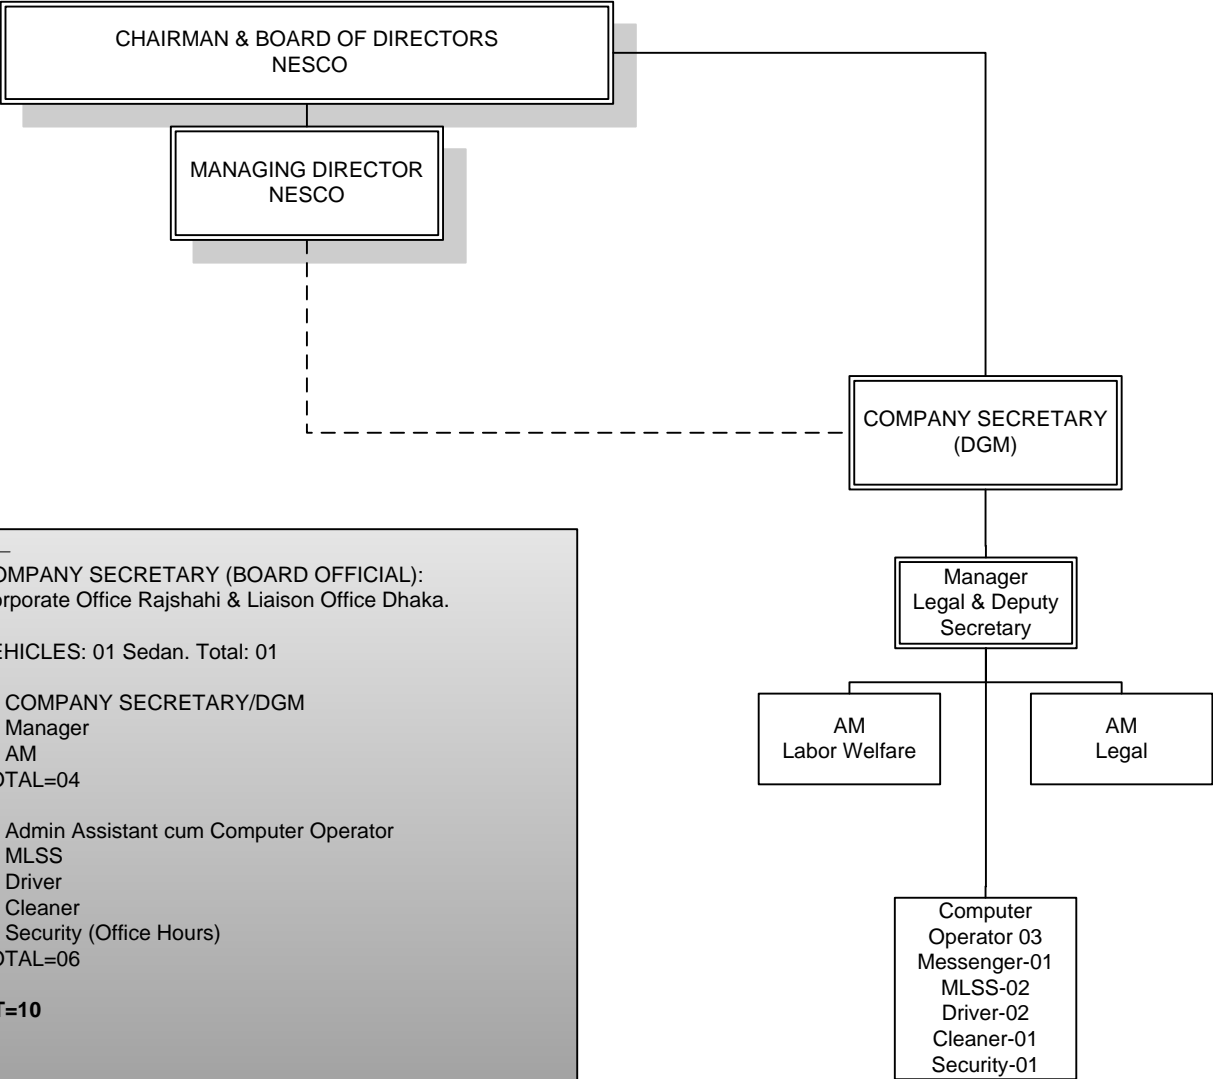 CHAIRMAN & BOARD OF DIRECTORS
NESCO
MANAGING DIRECTOR
NESCO
COMPANY SECRETARY
(DGM)
Manager
Legal & Deputy
Secretary
AM
Labor Welfare
AM
Legal
Computer
Operator 03
Messenger-01
MLSS-02
Driver-02
Cleaner-01
Security-01
OMPANY SECRETARY (BOARD OFFICIAL):
orporate Office Rajshahi & Liaison Office Dhaka.
EHICLES: 01 Sedan. Total: 01
COMPANY SECRETARY/DGM
Manager
AM
OTAL=04
Admin Assistant cum Computer Operator
MLSS
Driver
Cleaner
Security (Office Hours)
OTAL=06
T=10